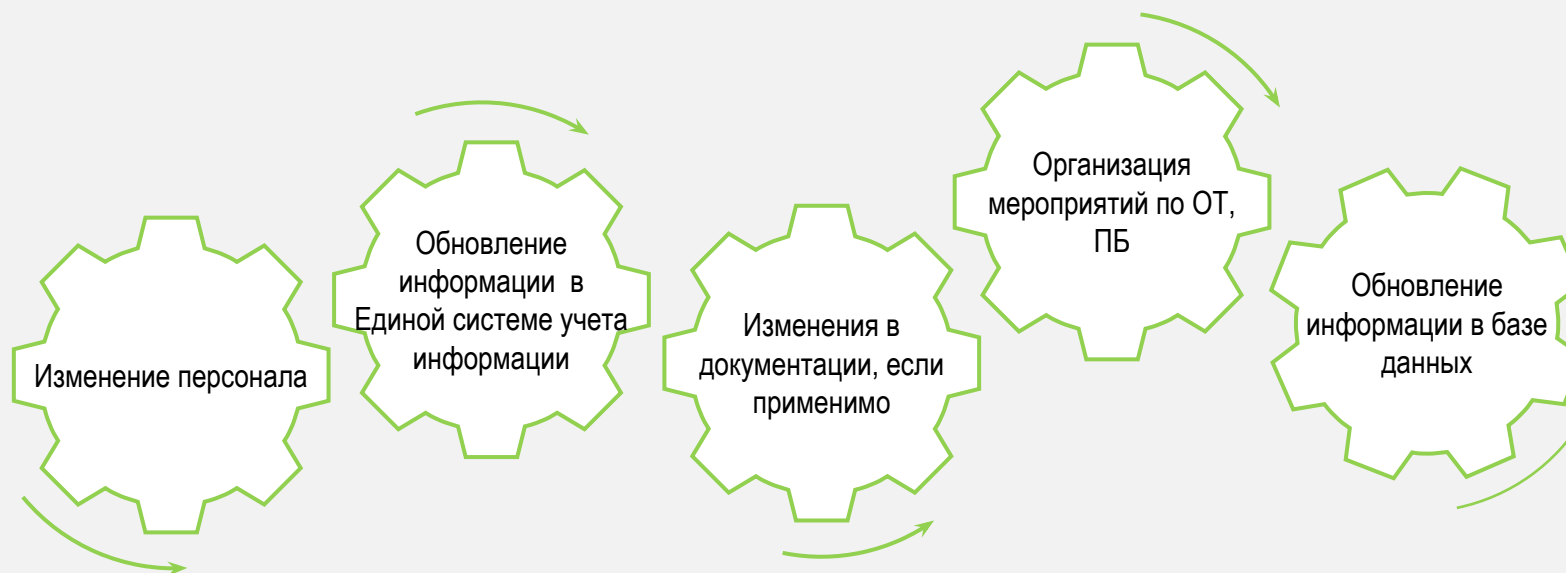 Изменение персонала
Обновление
информации в
Единой системе учета
информации
Изменения в
документации, если
применимо
Организация
мероприятий по ОТ,
ПБ
Обновление
информации в базе
данных